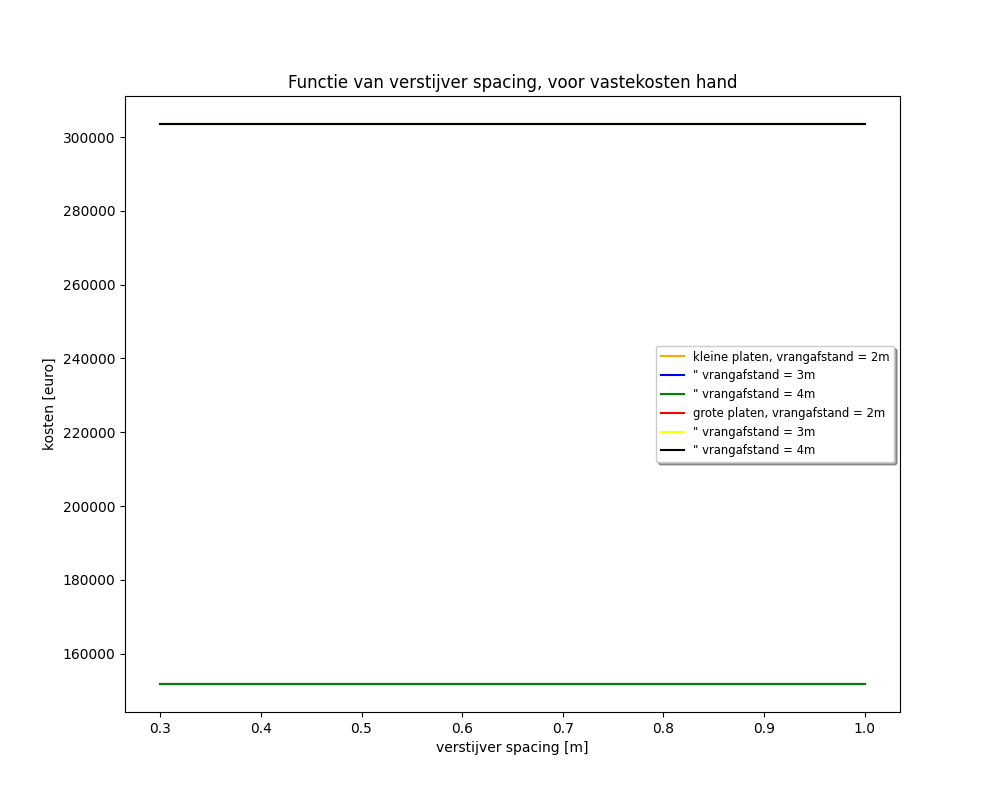 Functie van verstijver spacing, voor vastekosten hand
300000
280000
260000
240000
220000
200000
180000
160000
kosten [euro]
kleine platen, vrangafstand = 2m
" vrangafstand = 3m
" vrangafstand = 4m
grote platen, vrangafstand = 2m
" vrangafstand = 3m
" vrangafstand = 4m
0.3 0.4 0.5 0.6 0.7 0.8 0.9 1.0
verstijver spacing [m]